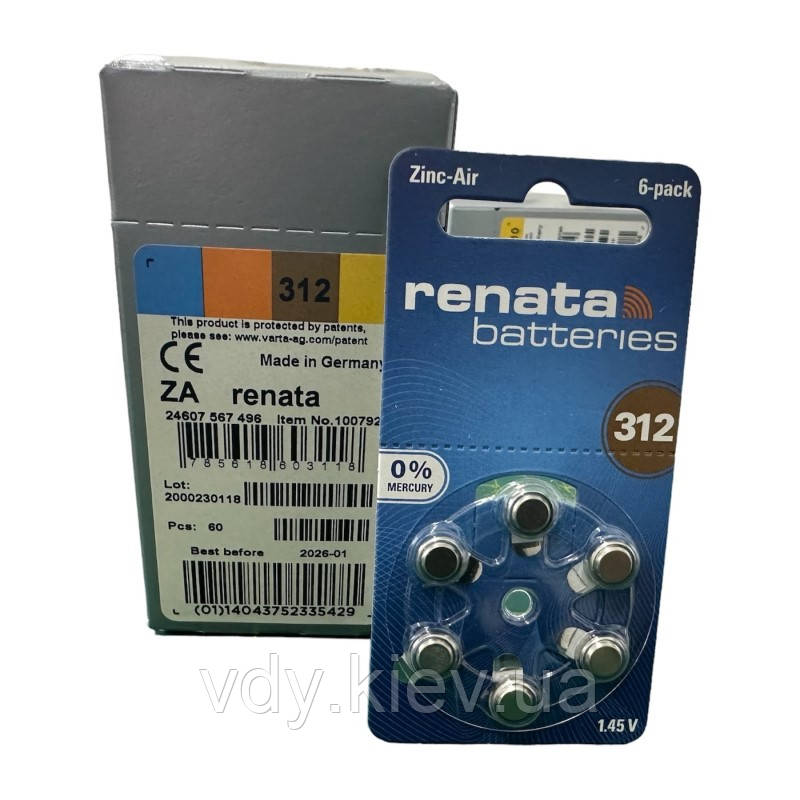 312
This product is protected by patents,
please see: www.varta-ag.com/patent
CE Made in Germany
ZA renata
24607 567 496 Item No.100792
785618603118
Lot:
2000230118
Pcs: 60
Best before 2026-01
(01)14043752335429
Zinc-Air
6-pack
renata
batteries
312
0%
MERCURY
1.45 V
vdy.kiev.ua